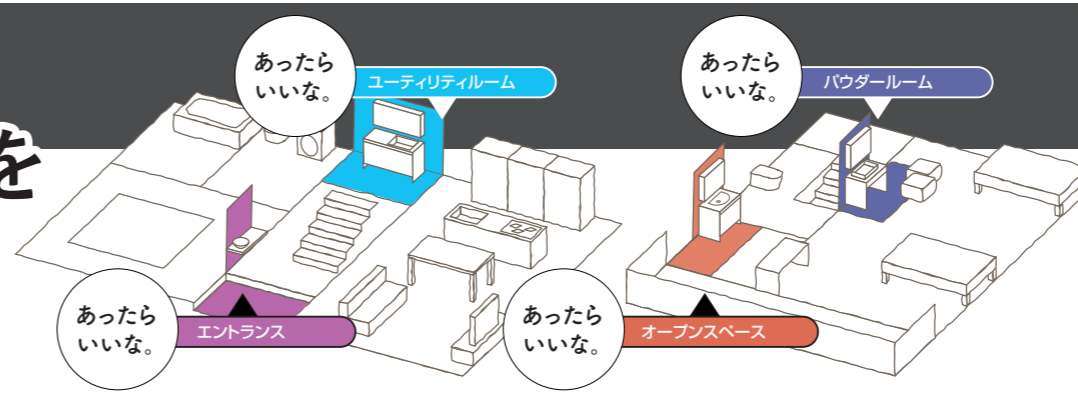 あったら
いいな。
ユーティリティルーム
あったら
いいな。
パウダールーム
を
あったら
いいな。
エントランス
あったら
いいな。
オープンスペース